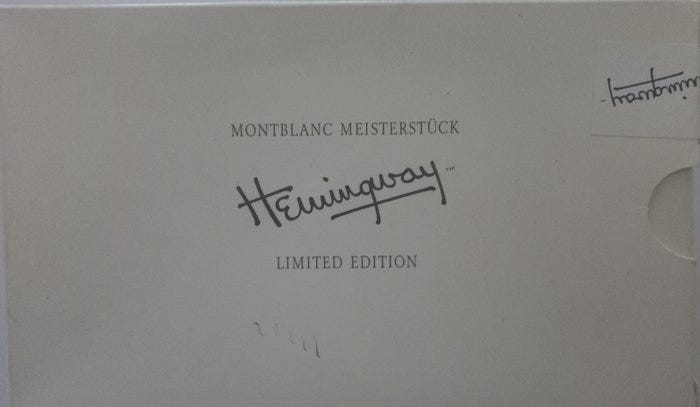 MONTBLANC MEISTERSTÜCK
Hemingway™
LIMITED EDITION